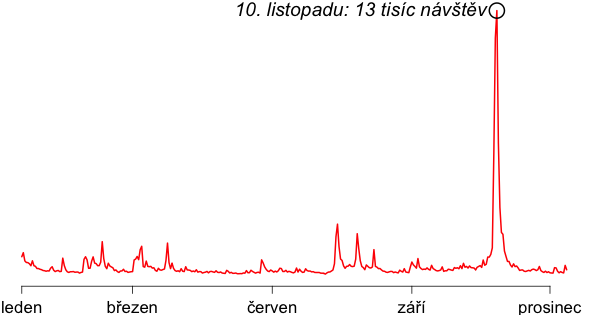 10. listopadu: 13 tisíc návštěv
leden březen červen září prosinec